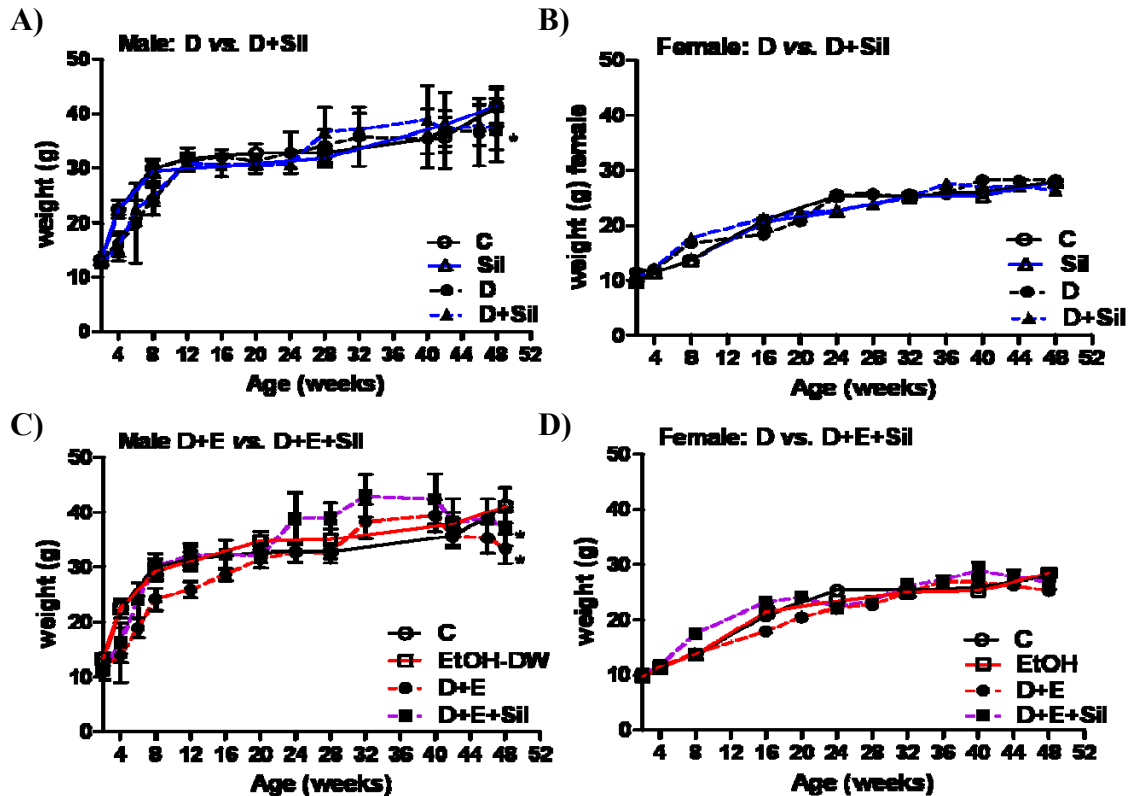 A)
Male: D vs. D+Sil
50
40
30
20
10
0
weight (g)
4 8 12 16 20 24 28 32 36 40 44 48 52
Age (weeks)
C
Sil
D
D+Sil
*
B)
Female: D vs. D+Sil
50
40
30
20
10
0
weight (g) female
4 8 12 16 20 24 28 32 36 40 44 48 52
Age (weeks)
C
Sil
D
D+Sil
C)
Male D+E vs. D+E+Sil
50
40
30
20
10
0
weight (g)
4 8 12 16 20 24 28 32 36 40 44 48 52
Age (weeks)
C
EtOH-DW
D+E
D+E+Sil
*
*
D)
Female: D vs. D+E+Sil
50
40
30
20
10
0
weight (g)
4 8 12 16 20 24 28 32 36 40 44 48 52
Age (weeks)
C
EtOH
D+E
D+E+Sil